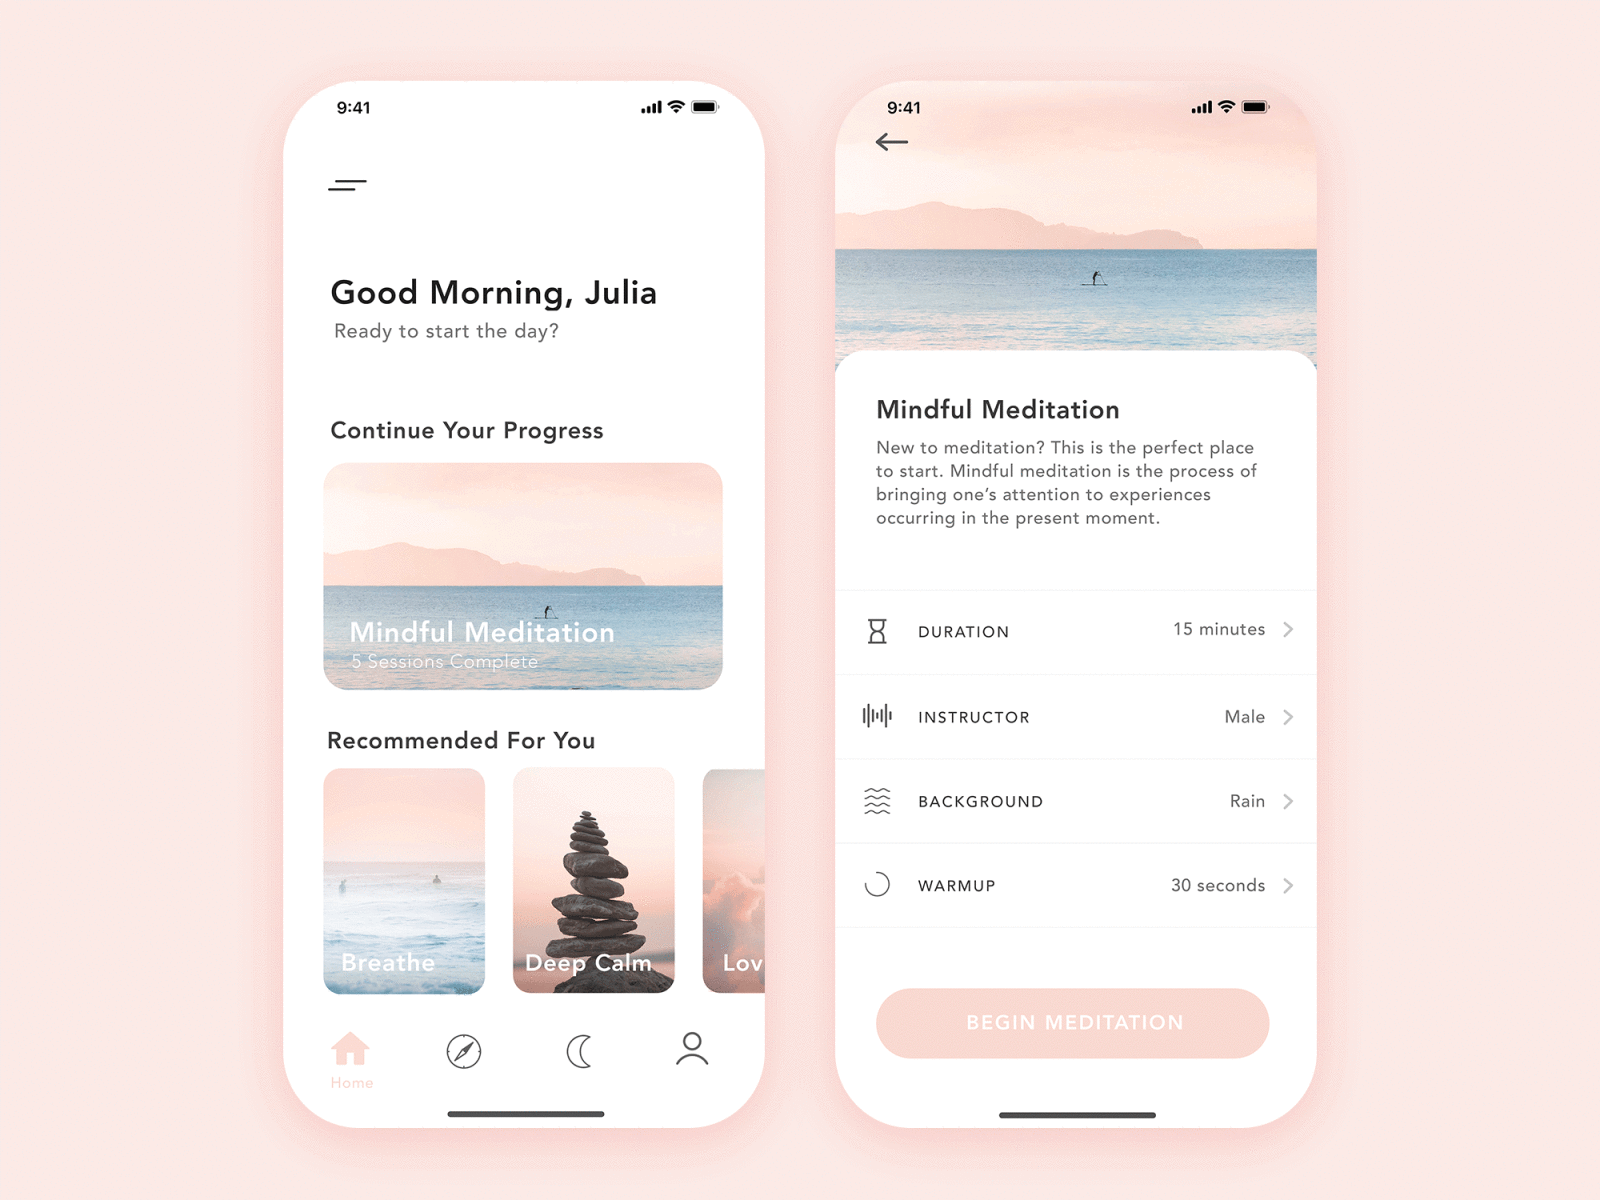 9:41
Good Morning, Julia
Ready to start the day?
Continue Your Progress
Mindful Meditation
5 Sessions Complete
Recommended For You
Breathe
Deep Calm
Lov
Home
9:41
Mindful Meditation
New to meditation? This is the perfect place
to start. Mindful meditation is the process of
bringing one’s attention to experiences
occurring in the present moment.
DURATION 15 minutes
INSTRUCTOR Male
BACKGROUND Rain
WARMUP 30 seconds
BEGIN MEDITATION